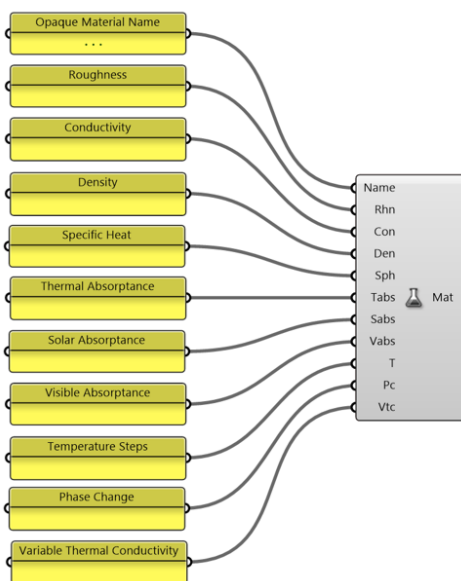 Opaque Material Name
...
Roughness
Conductivity
Density
Specific Heat
Thermal Absorptance
Solar Absorptance
Visible Absorptance
Temperature Steps
Phase Change
Variable Thermal Conductivity
Name
Rhn
Con
Den
Sph
Tabs
Mat
Sabs
Vabs
T
Pc
Vtc